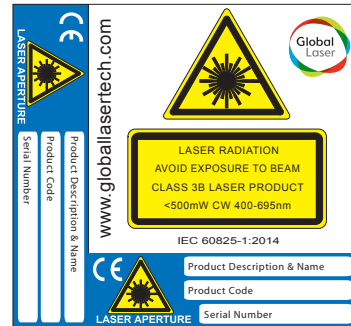 CE
LASER APERTURE
Product Description & Name
Product Code
Serial Number
www.globallasertech.com
Global
Laser
LASER RADIATION
AVOID EXPOSURE TO BEAM
CLASS 3B LASER PRODUCT
<500mW CW 400-695nm
IEC 60825-1:2014
CE
LASER APERTURE
Product Description & Name
Product Code
Serial Number